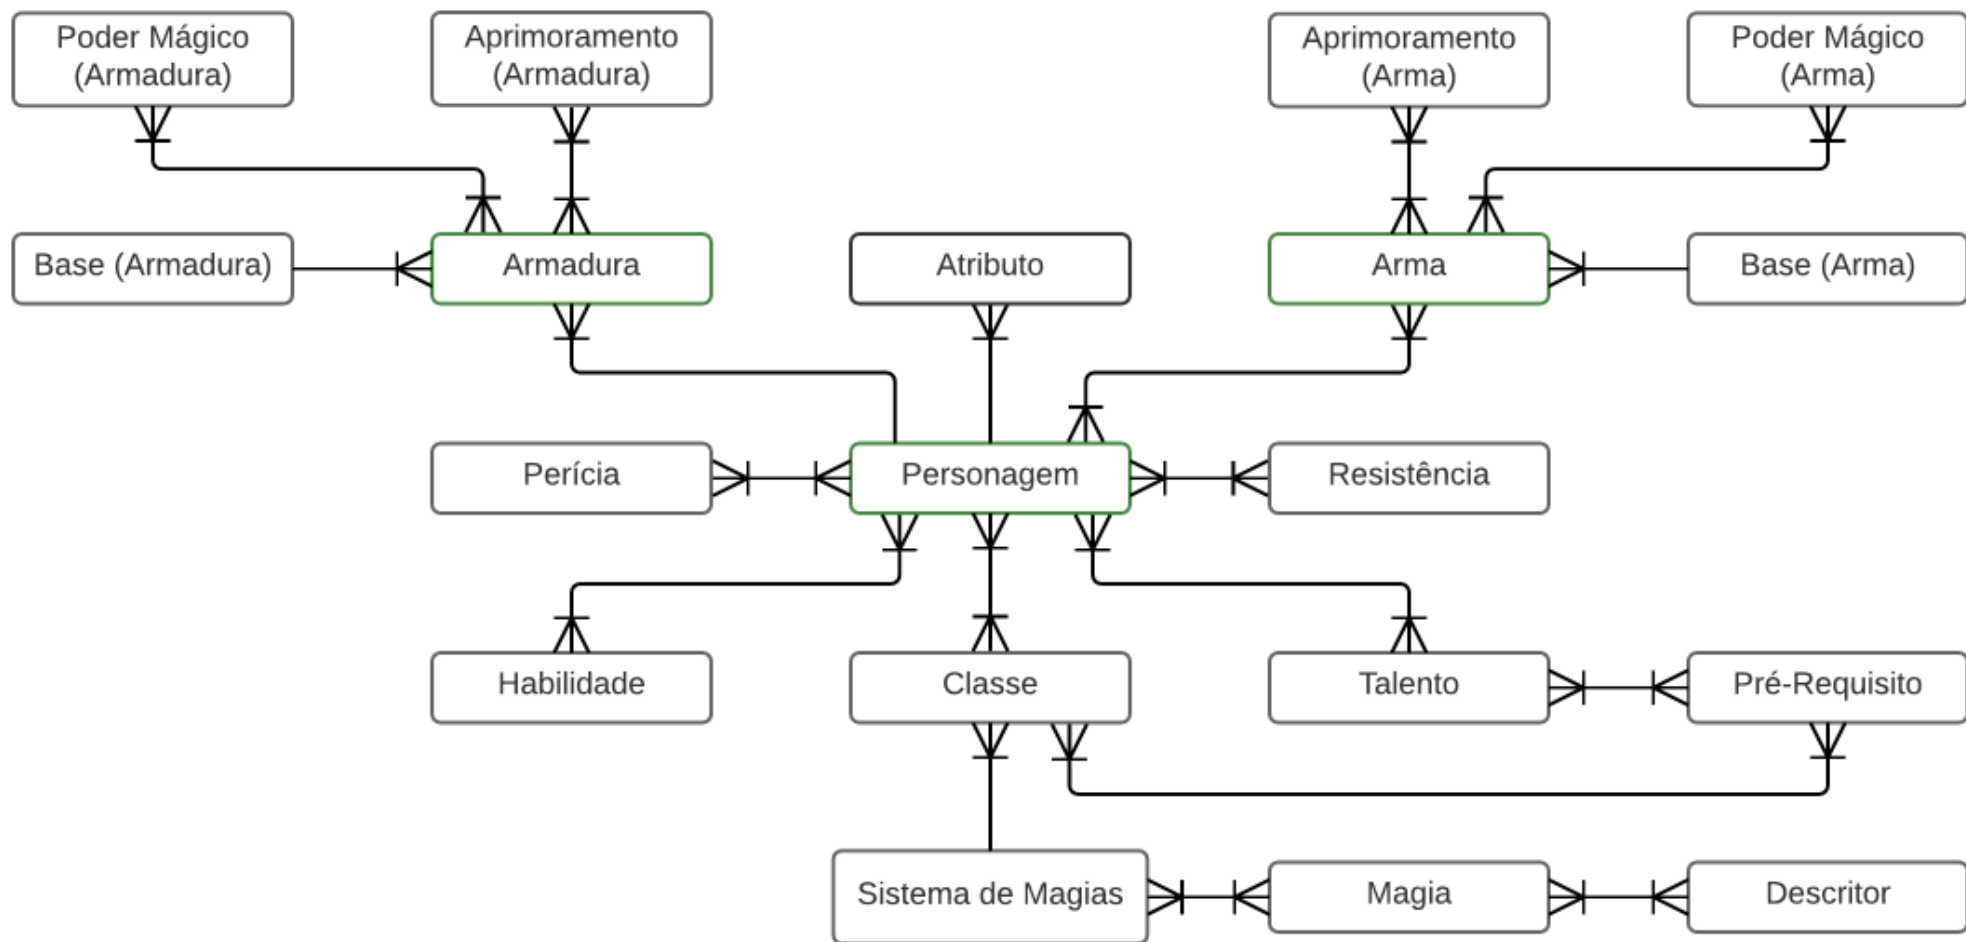 Poder Mágico
(Armadura)
Aprimoramento
(Armadura)
Aprimoramento
(Arma)
Poder Mágico
(Arma)
Base (Armadura)
Armadura
Atributo
Arma
Base (Arma)
Perícia
Personagem
Resistência
Habilidade
Classe
Talento
Pré-Requisito
Sistema de Magias
Magia
Descritor